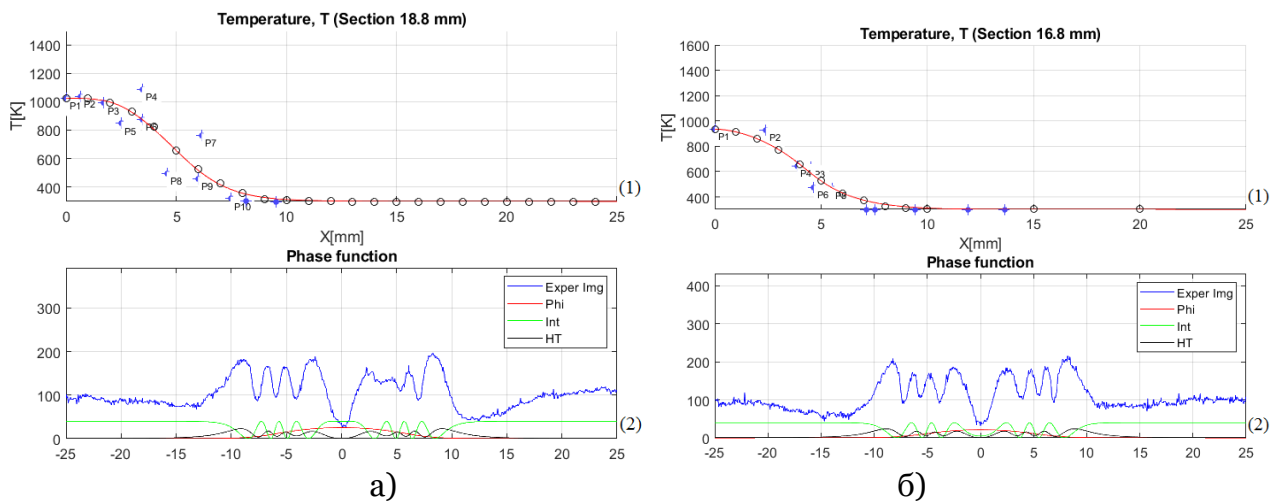 Temperature, T (Section 18.8 mm)
T[K]
1400
1200
1000
800
600
400
P1
P2
P3
P4
P5
P6
P7
P8
P9
P10
(1)
0
5
10
15
20
25
X[mm]
Phase function
300
200
100
0
Exper Img
Phi
Int
HT
(2)
-25
-20
-15
-10
-5
0
5
10
15
20
25
а)
Temperature, T (Section 16.8 mm)
T[K]
1600
1400
1200
1000
800
600
400
P1
P2
P4
23
P6
(1)
0
5
10
15
20
25
X[mm]
Phase function
400
300
200
100
0
Exper Img
Phi
Int
HT
(2)
-25
-20
-15
-10
-5
0
5
10
15
20
25
б)